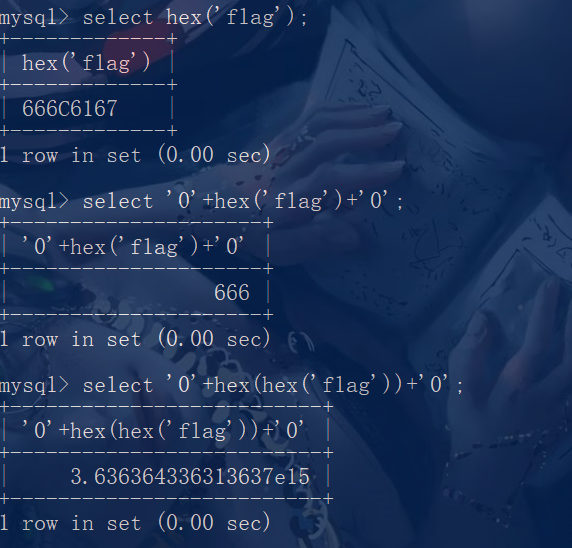 mysql> select hex('flag');
+-------------+
| hex('flag') |
+-------------+
| 666C6167    |
+-------------+
1 row in set (0.00 sec)
mysql> select '0'+hex('flag')+'0';
+---------------------+
| '0'+hex('flag')+'0' |
+---------------------+
|                 666 |
+---------------------+
1 row in set (0.00 sec)
mysql> select '0'+hex(hex('flag'))+'0';
+--------------------------+
| '0'+hex(hex('flag'))+'0' |
+--------------------------+
|     3.636364336313637e15 |
+--------------------------+
1 row in set (0.00 sec)